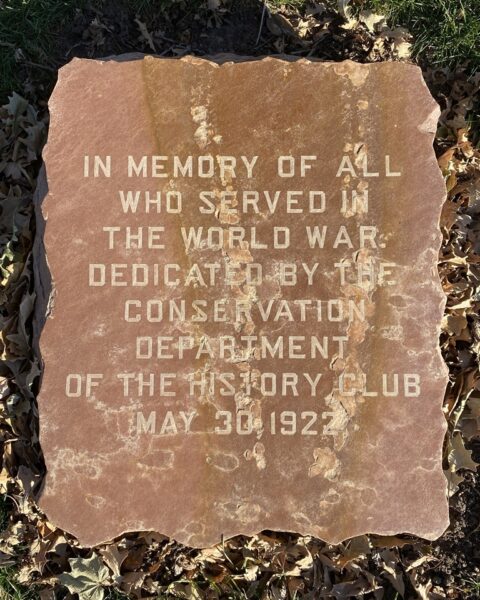 IN MEMORY OF ALL
WHO SERVED IN
THE WORLD WAR.
DEDICATED BY THE
CONSERVATION
DEPARTMENT
OF THE HISTORY CLUB
MAY 30, 1922